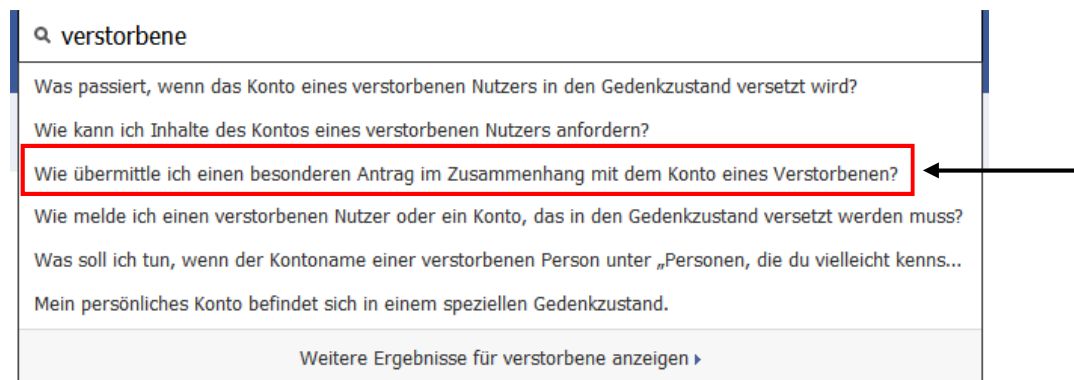 verstorbene
Was passiert, wenn das Konto eines verstorbenen Nutzers in den Gedenkzustand versetzt wird?
Wie kann ich Inhalte des Kontos eines verstorbenen Nutzers anfordern?
Wie übermittle ich einen besonderen Antrag im Zusammenhang mit dem Konto eines Verstorbenen?
Wie melde ich einen verstorbenen Nutzer oder ein Konto, das in den Gedenkzustand versetzt werden muss?
Was soll ich tun, wenn der Kontoname einer verstorbenen Person unter „Personen, die du vielleicht kenns...
Mein persönliches Konto befindet sich in einem speziellen Gedenkzustand.
Weitere Ergebnisse für verstorbene anzeigen